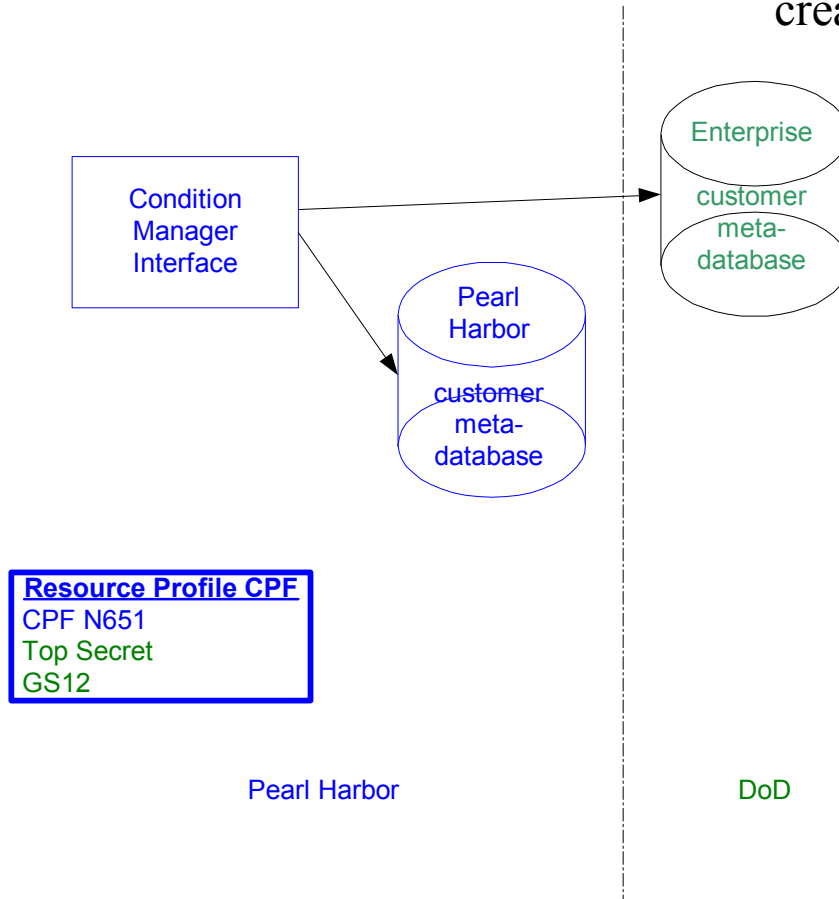 crea
Enterprise
customer
meta-
database
Condition
Manager
Interface
Pearl
Harbor
customer
meta-
database
Resource Profile CPF
CPF N651
Top Secret
GS12
Pearl Harbor
DoD